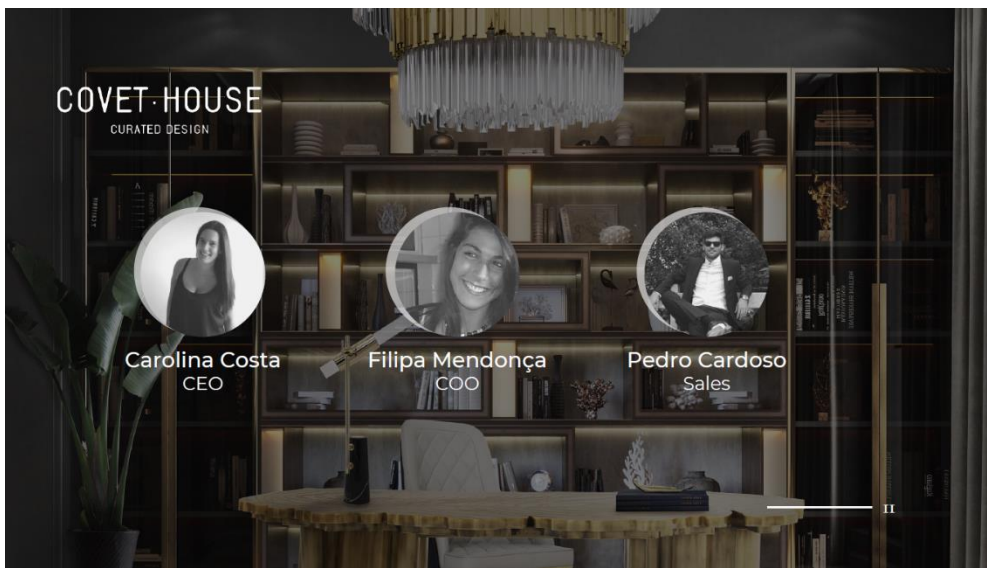 COVET·HOUSE
CURATED DESIGN
Carolina Costa
CEO
Filipa Mendonça
COO
Pedro Cardoso
Sales
II